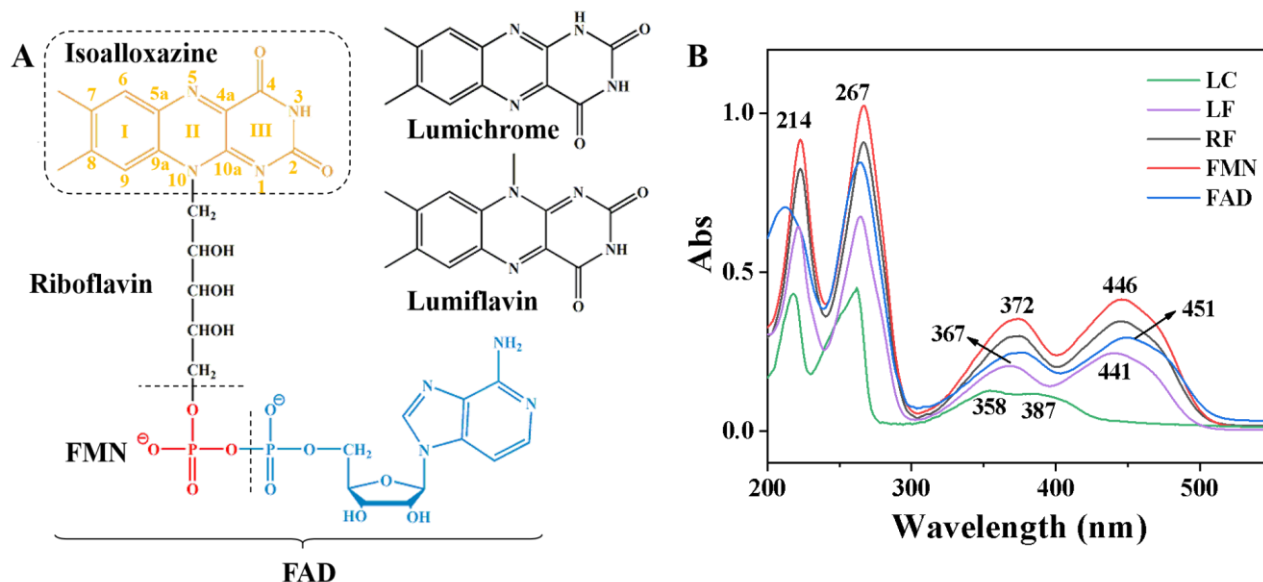 A
Isoalloxazine
O
6
5
N
4
5a
4a
7
3
NH
I
II
III
8
9a
10a
2
9
10
N
N
1
O
CH₂
CHOH
Riboflavin
CHOH
CHOH
CH₂
O
FMN
⊖O
P
O
P
O
CH₂
O⊖
O
O
O
HO
OH
NH₂
N
N
N
FAD
H
N
N
O
NH
N
O
Lumichrome
N
N
O
NH
N
O
Lumiflavin
B
LC
LF
RF
FMN
FAD
214
267
372
446
367
451
441
358
387
1.0
0.5
0.0
Abs
200
300
400
500
Wavelength (nm)